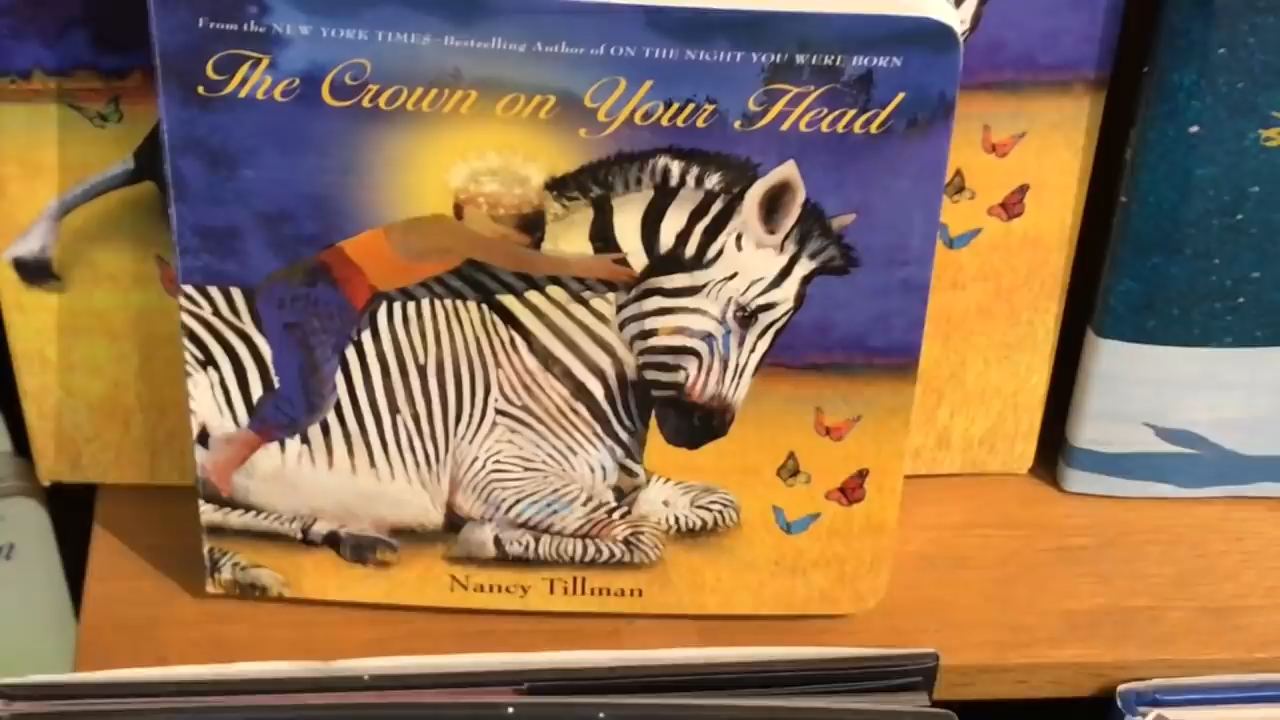 From the NEW YORK TIMES-Bestselling Author of ON THE NIGHT YOU WERE BORN
The Crown on Your Head
Nancy Tillman